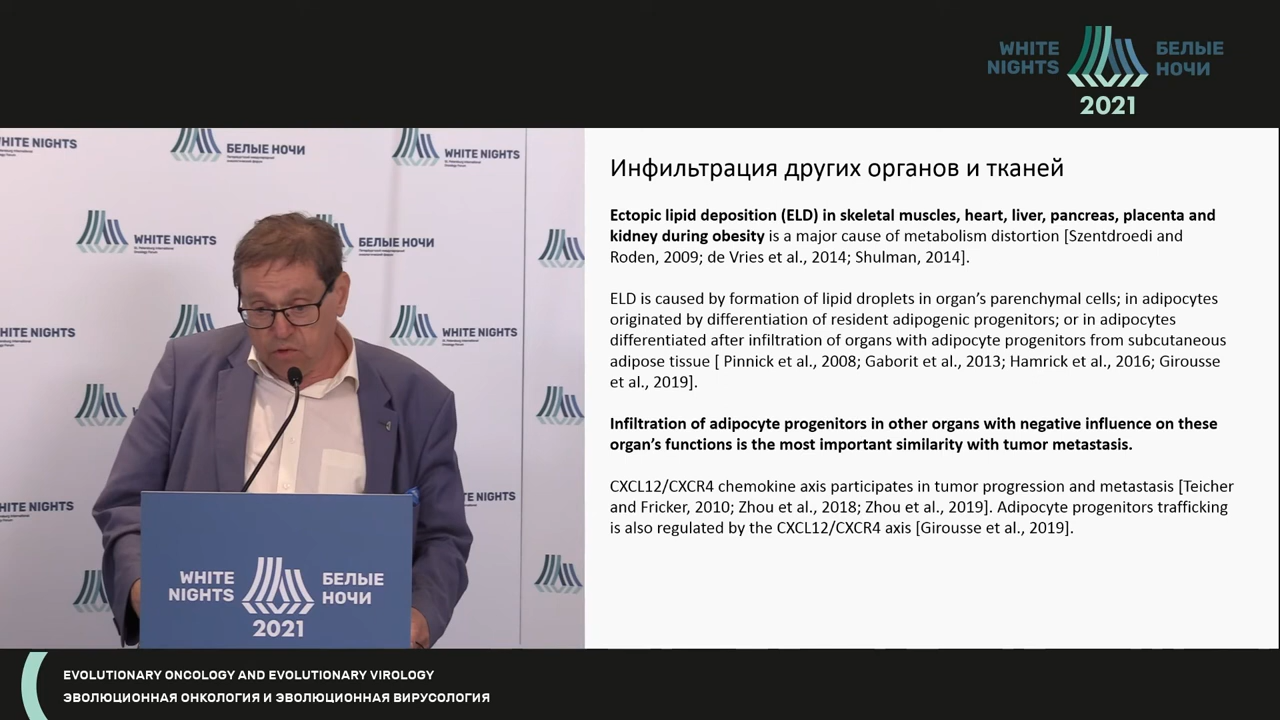 WHITE
NIGHTS
БЕЛЫЕ
НОЧИ
2021
WHITE NIGHTS
БЕЛЫЕ НОЧИ
WHITE NIGHTS
WHITE NIGHTS
БЕЛЫЕ НОЧИ
WHITE NIGHTS
WHITE NIGHTS
WHITE NIGHTS
WHITE NIGHTS
WHITE
NIGHTS
БЕЛЫЕ
НОЧИ
2021
Инфильтрация других органов и тканей
Ectopic lipid deposition (ELD) in skeletal muscles, heart, liver, pancreas, placenta and
kidney during obesity is a major cause of metabolism distortion [Szentdroedi and
Roden, 2009; de Vries et al., 2014; Shulman, 2014].
ELD is caused by formation of lipid droplets in organ’s parenchymal cells; in adipocytes
originated by differentiation of resident adipogenic progenitors; or in adipocytes
differentiated after infiltration of organs with adipocyte progenitors from subcutaneous
adipose tissue [ Pinnick et al., 2008; Gaborit et al., 2013; Hamrick et al., 2016; Girousse
et al., 2019].
Infiltration of adipocyte progenitors in other organs with negative influence on these
organ’s functions is the most important similarity with tumor metastasis.
CXCL12/CXCR4 chemokine axis participates in tumor progression and metastasis [Teicher
and Fricker, 2010; Zhou et al., 2018; Zhou et al., 2019]. Adipocyte progenitors trafficking
is also regulated by the CXCL12/CXCR4 axis [Girousse et al., 2019].
EVOLUTIONARY ONCOLOGY AND EVOLUTIONARY VIROLOGY
ЭВОЛЮЦИОННАЯ ОНКОЛОГИЯ И ЭВОЛЮЦИОННАЯ ВИРУСОЛОГИЯ